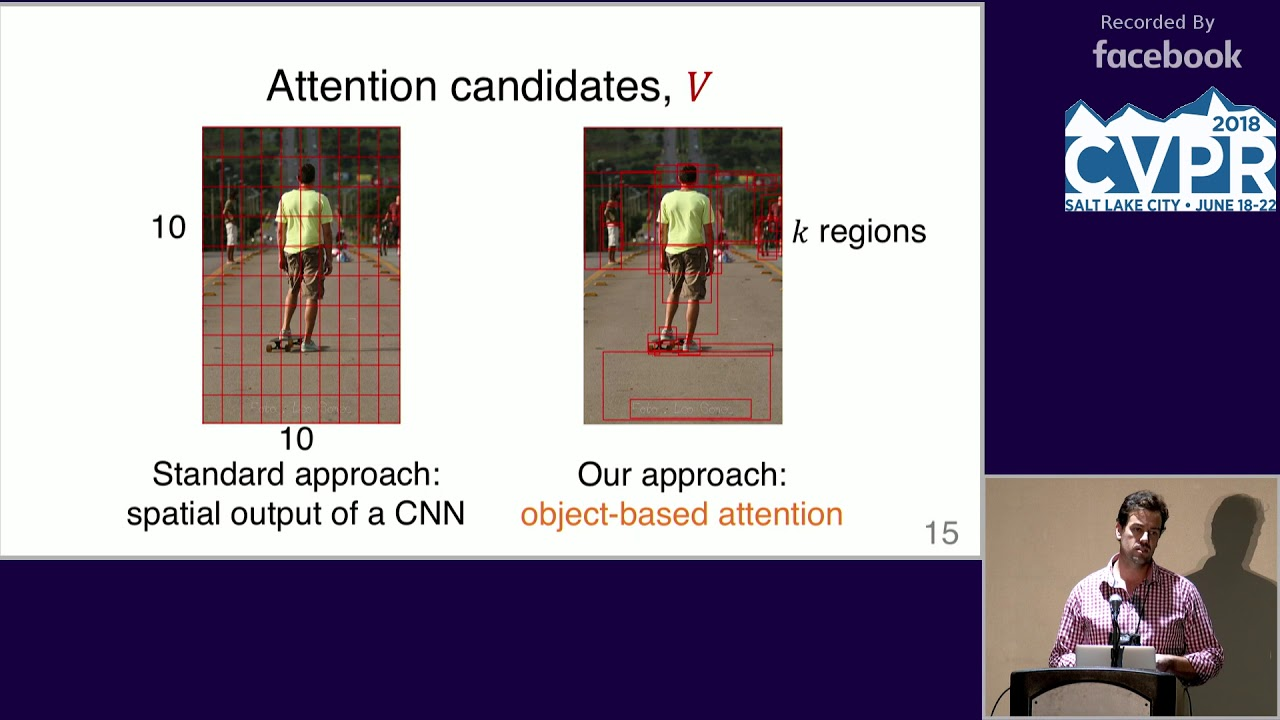 Attention candidates, V
10
k regions
10
Standard approach:
spatial output of a CNN
Our approach:
object-based attention
15
Recorded By
facebook
2018
CVPR
SALT LAKE CITY • JUNE 18-22